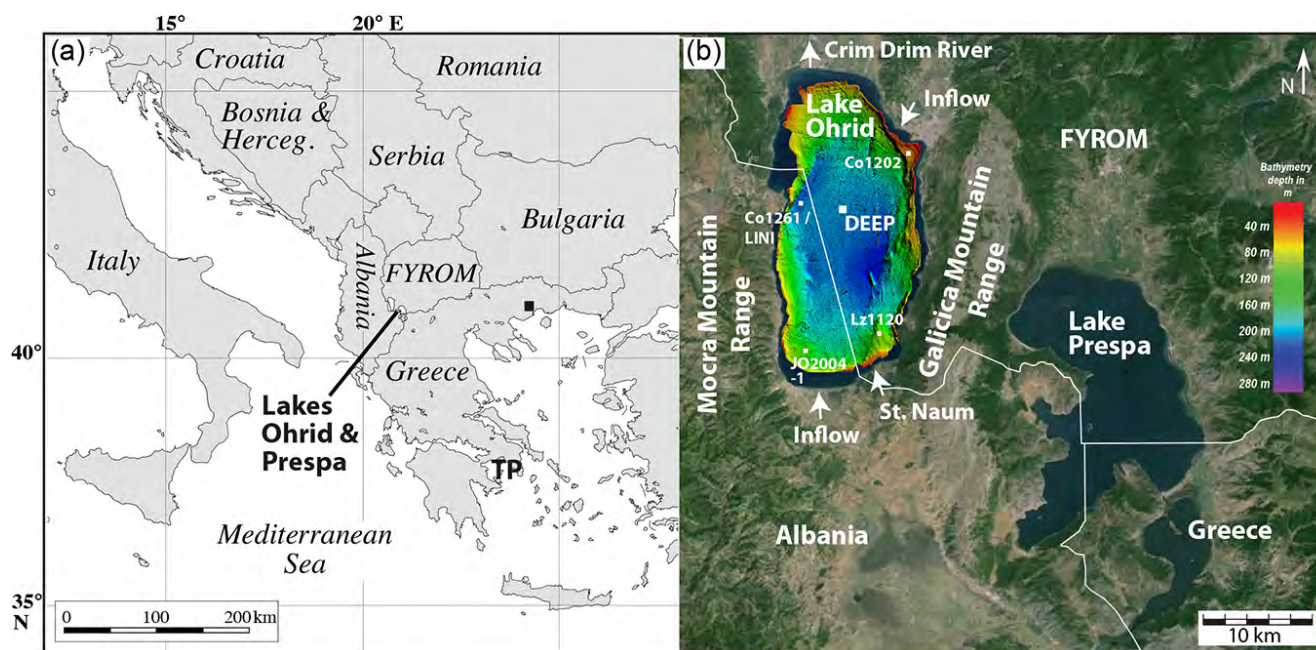 (a)
15°
20° E
Croatia
Romania
Bosnia &
Herceg.
Serbia
Bulgaria
Italy
Albania
FYROM
40°
Greece
Lakes
Ohrid &
Prespa
TP
Mediterranean
Sea
35°
N
0 100 200 km
(b)
Crim Drim River
N
Lake
Ohrid
Inflow
FYROM
Co1202
Bathymetry
depth in
m
40 m
80 m
120 m
160 m
200 m
240 m
280 m
Co1261 /
LINI
DEEP
Mocra Mountain
Range
Galicica Mountain
Range
Lz1120
Lake
Prespa
JO2004
-1
St. Naum
Inflow
Albania
Greece
10 km